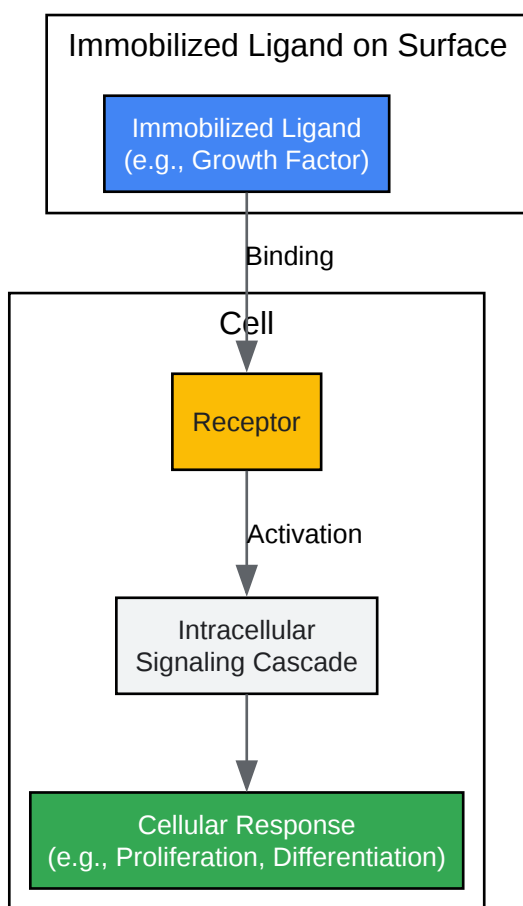 Immobilized Ligand on Surface
Immobilized Ligand
(e.g., Growth Factor)
Binding
Cell
Receptor
Activation
Intracellular
Signaling Cascade
Cellular Response
(e.g., Proliferation, Differentiation)